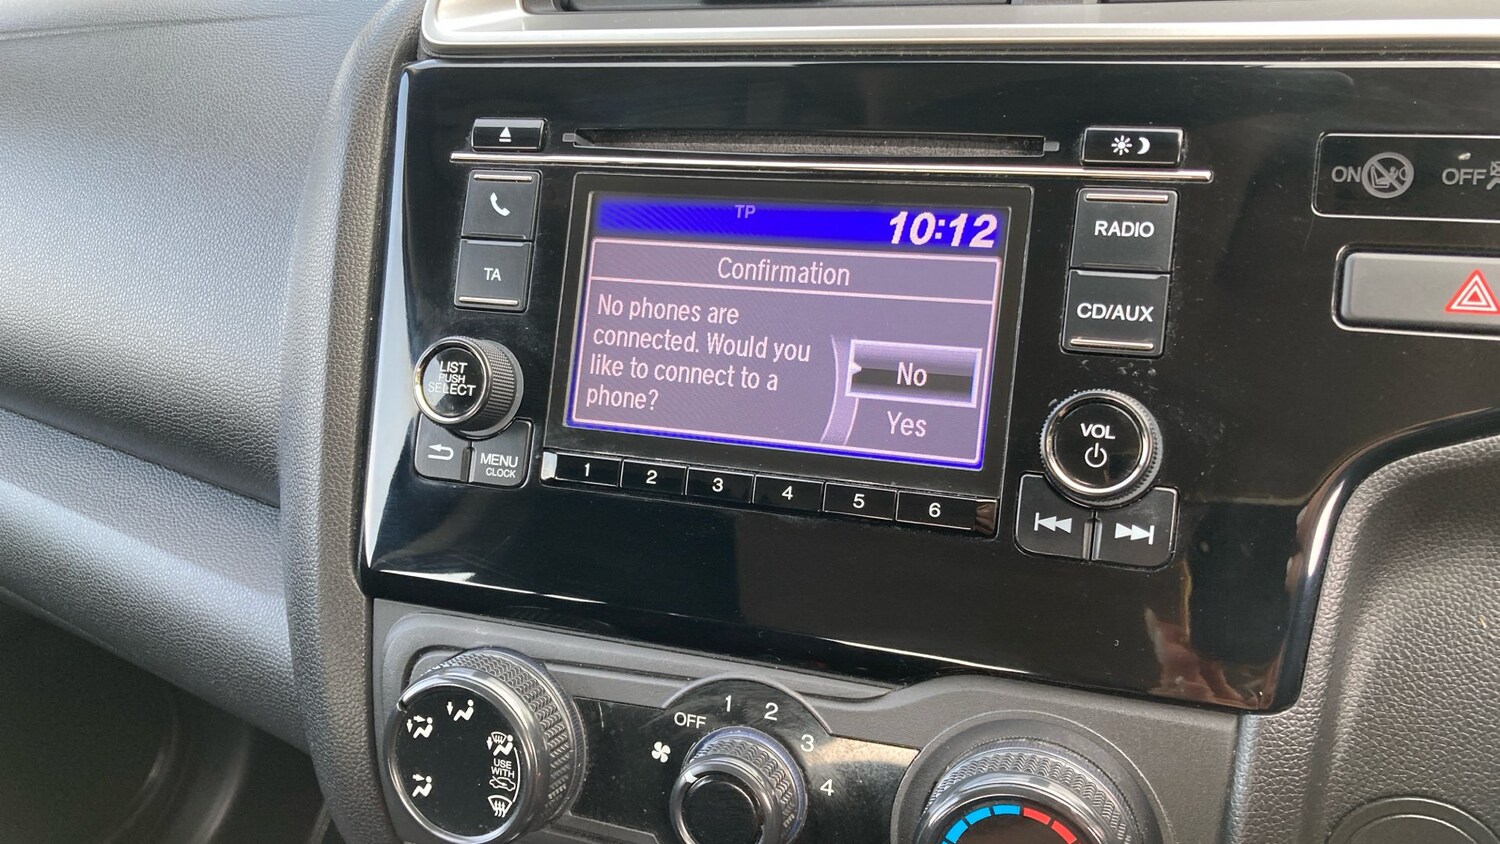 TP
10:12
Confirmation
No phones are
connected. Would you
like to connect to a
phone?
No
Yes
TA
LIST
PUSH
SELECT
MENU
CLOCK
1 2 3 4 5 6
RADIO
CD/AUX
VOL
ON
OFF
OFF 1 2 3 4
USE
WITH